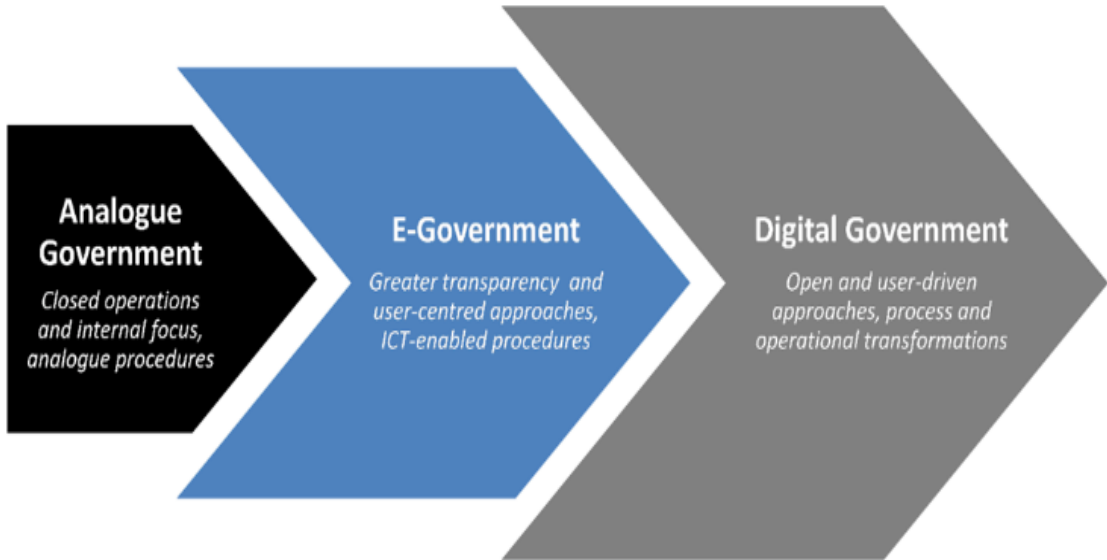 Analogue
Government
Closed operations
and internal focus,
analogue procedures
E-Government
Greater transparency and
user-centred approaches,
ICT-enabled procedures
Digital Government
Open and user-driven
approaches, process and
operational transformations